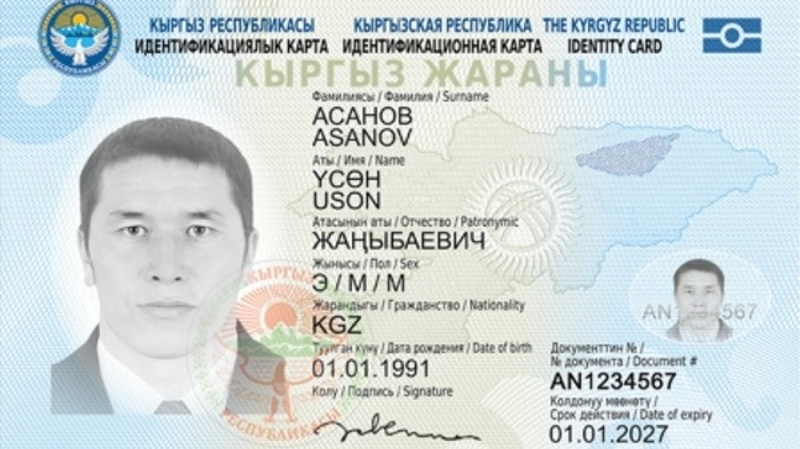 КЫРГЫЗ РЕСПУБЛИКАСЫ КЫРГЫЗСКАЯ РЕСПУБЛИКА THE KYRGYZ REPUBLIC
ИДЕНТИФИКАЦИЯЛЫК КАРТА ИДЕНТИФИКАЦИОННАЯ КАРТА IDENTITY CARD
КЫРГЫЗ ЖАРАНЫ
Фамилиясы / Фамилия / Surname
АСАНОВ
ASANOV
Аты / Имя / Name
ҮСӨН
USON
Атасынын аты / Отчество / Patronymic
ЖАҢЫБАЕВИЧ
Жынысы / Пол / Sex
Э / М / M
Жарандыгы / Гражданство / Nationality
KGZ
Туулган күнү / Дата рождения / Date of birth
01.01.1991
Колу / Подпись / Signature
AN1234567
Документтин № /
№ документа / Document #
AN1234567
Колдонуу мөөнөтү /
Срок действия / Date of expiry
01.01.2027
КЫРГЫЗ
РЕСПУБЛИКАСЫ